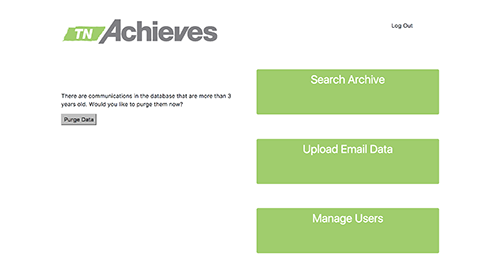 TN Achieves
Log Out
There are communications in the database that are more than 3
years old. Would you like to purge them now?
Purge Data
Search Archive
Upload Email Data
Manage Users